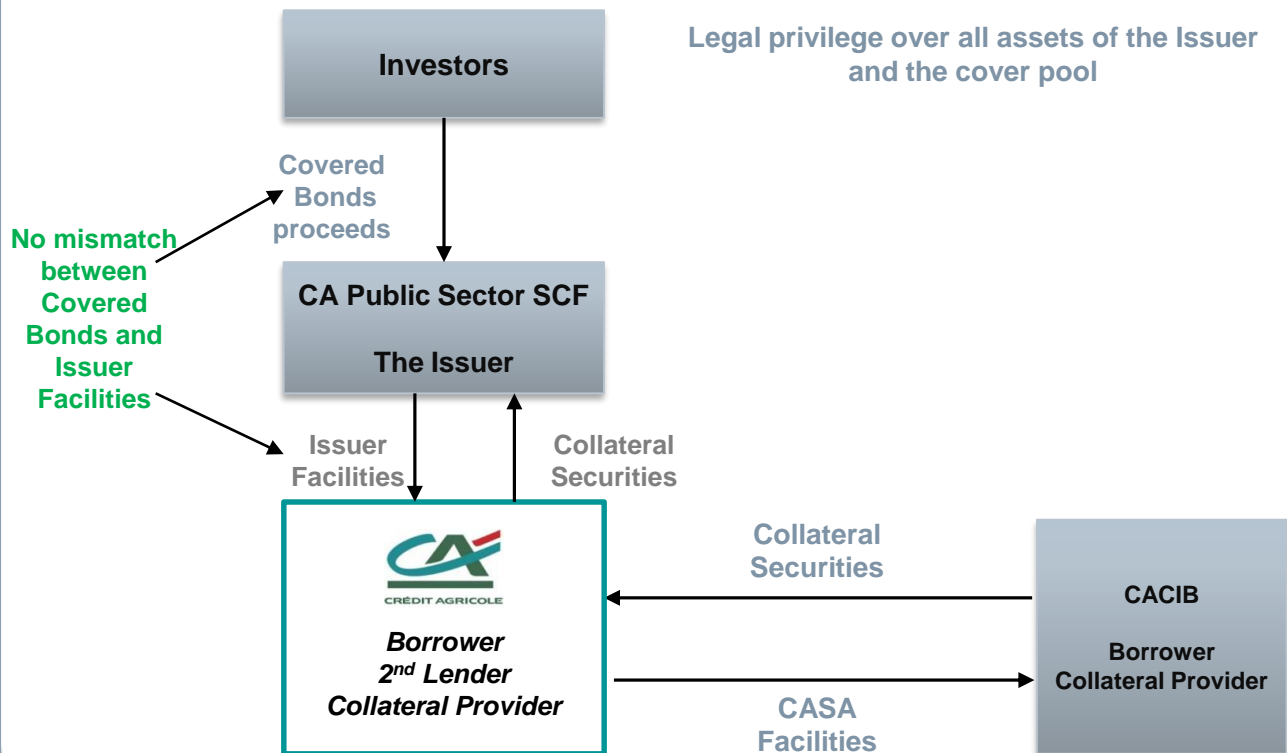 Investors
Legal privilege over all assets of the Issuer
and the cover pool
Covered
Bonds
proceeds
No mismatch
between
Covered
Bonds and
Issuer
Facilities
CA Public Sector SCF
The Issuer
Issuer
Facilities
Collateral
Securities
CA
CRÉDIT AGRICOLE
Borrower
2nd Lender
Collateral Provider
Collateral
Securities
CASA
Facilities
CACIB
Borrower
Collateral Provider